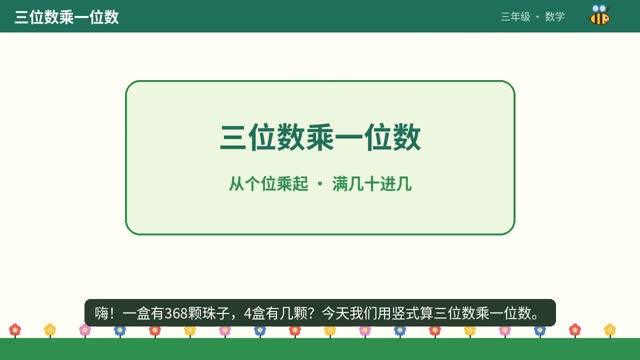 三位数乘一位数
三年级 · 数学
三位数乘一位数
从个位乘起 · 满几十进几
嗨！一盒有368颗珠子，4盒有几颗？今天我们用竖式算三位数乘一位数。